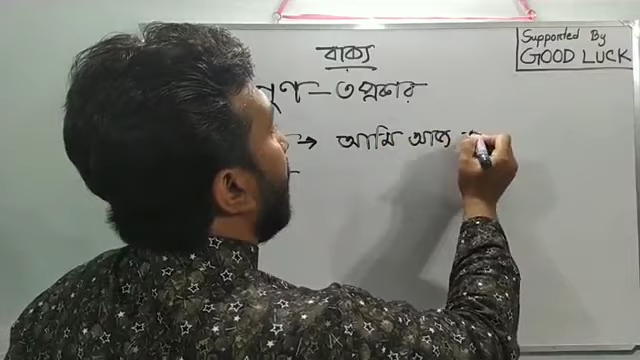 বাক্য
Supported By
GOOD LUCK
গুণ – ৩ প্রকার
→ আমি আজ